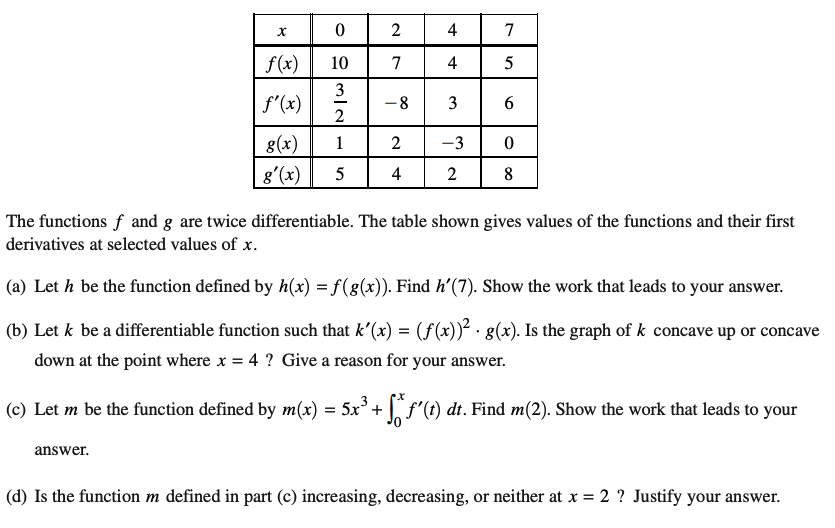 x 0 2 4 7
f(x) 10 7 4 5
f′(x) 3/2 −8 3 6
g(x) 1 2 −3 0
g′(x) 5 4 2 8
The functions f and g are twice differentiable. The table shown gives values of the functions and their first
derivatives at selected values of x.
(a) Let h be the function defined by h(x) = f(g(x)). Find h′(7). Show the work that leads to your answer.
(b) Let k be a differentiable function such that k′(x) = (f(x))² · g(x). Is the graph of k concave up or concave
down at the point where x = 4 ? Give a reason for your answer.
(c) Let m be the function defined by m(x) = 5x³ + ∫₀ˣ f′(t) dt. Find m(2). Show the work that leads to your
answer.
(d) Is the function m defined in part (c) increasing, decreasing, or neither at x = 2 ? Justify your answer.